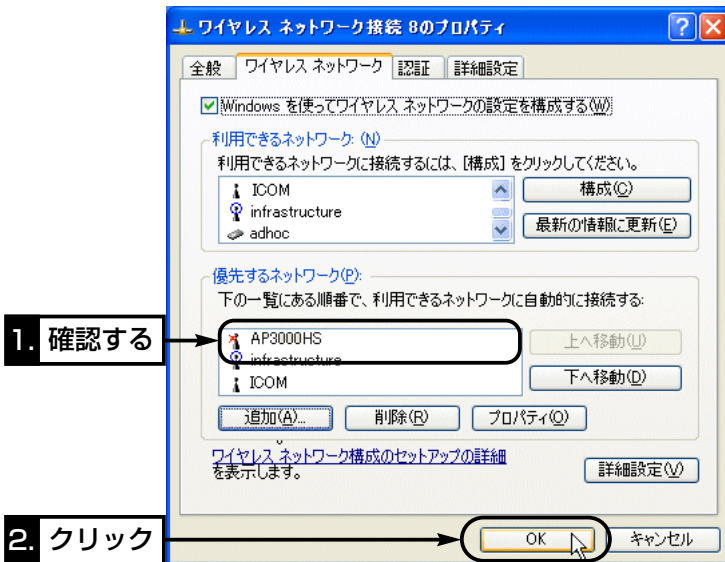 ワイヤレス ネットワーク接続 8のプロパティ
全般 ワイヤレス ネットワーク 認証 詳細設定
Windows を使ってワイヤレス ネットワークの設定を構成する(W)
利用できるネットワーク: (N)
利用できるネットワークに接続するには、[構成] をクリックしてください。
ICOM
infrastructure
adhoc
構成(C)
最新の情報に更新(E)
優先するネットワーク(P):
下の一覧にある順番で、利用できるネットワークに自動的に接続する:
1. 確認する
AP3000HS
infrastructure
ICOM
上へ移動(U)
下へ移動(D)
追加(A)... 削除(R) プロパティ(O)
ワイヤレス ネットワーク構成のセットアップの詳細
を表示します。
詳細設定(V)
2. クリック
OK キャンセル